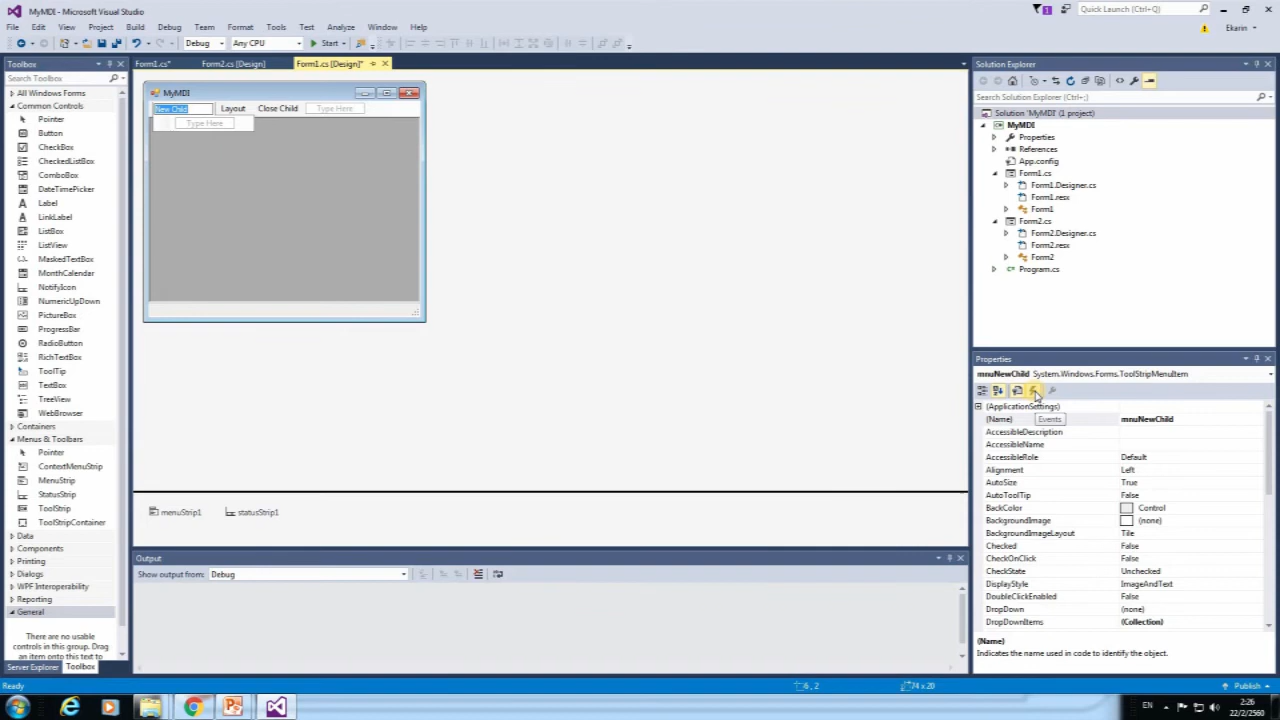 MyMDI - Microsoft Visual Studio
1
Quick Launch (Ctrl+Q)
File Edit View Project Build Debug Team Format Tools Test Analyze Window Help
Ekarin
Debug Any CPU Start
Toolbox
Search Toolbox
All Windows Forms
Common Controls
Pointer
Button
CheckBox
CheckedListBox
ComboBox
DateTimePicker
Label
LinkLabel
ListBox
ListView
MaskedTextBox
MonthCalendar
NotifyIcon
NumericUpDown
PictureBox
ProgressBar
RadioButton
RichTextBox
ToolTip
TextBox
TreeView
WebBrowser
Containers
Menus & Toolbars
Pointer
ContextMenuStrip
MenuStrip
StatusStrip
ToolStrip
ToolStripContainer
Data
Components
Printing
Dialogs
WPF Interoperability
Reporting
General
There are no usable
controls in this group. Drag
an item onto this text to
Server Explorer Toolbox
Form1.cs* Form2.cs [Design] Form1.cs [Design]*
MyMDI
New Child Layout Close Child Type Here
Type Here
menuStrip1 statusStrip1
Output
Show output from: Debug
Solution Explorer
Search Solution Explorer (Ctrl+;)
Solution 'MyMDI' (1 project)
MyMDI
Properties
References
App.config
Form1.cs
Form1.Designer.cs
Form1.resx
Form1
Form2.cs
Form2.Designer.cs
Form2.resx
Form2
Program.cs
Properties
mnuNewChild System.Windows.Forms.ToolStripMenuItem
(ApplicationSettings)
(Name) Events mnuNewChild
AccessibleDescription
AccessibleName
AccessibleRole Default
Alignment Left
AutoSize True
AutoToolTip False
BackColor Control
BackgroundImage (none)
BackgroundImageLayout Tile
Checked False
CheckOnClick False
CheckState Unchecked
DisplayStyle ImageAndText
DoubleClickEnabled False
DropDown (none)
DropDownItems (Collection)
(Name)
Indicates the name used in code to identify the object.
Ready 6, 2 74 x 20 Publish
EN 2:26
22/2/2560